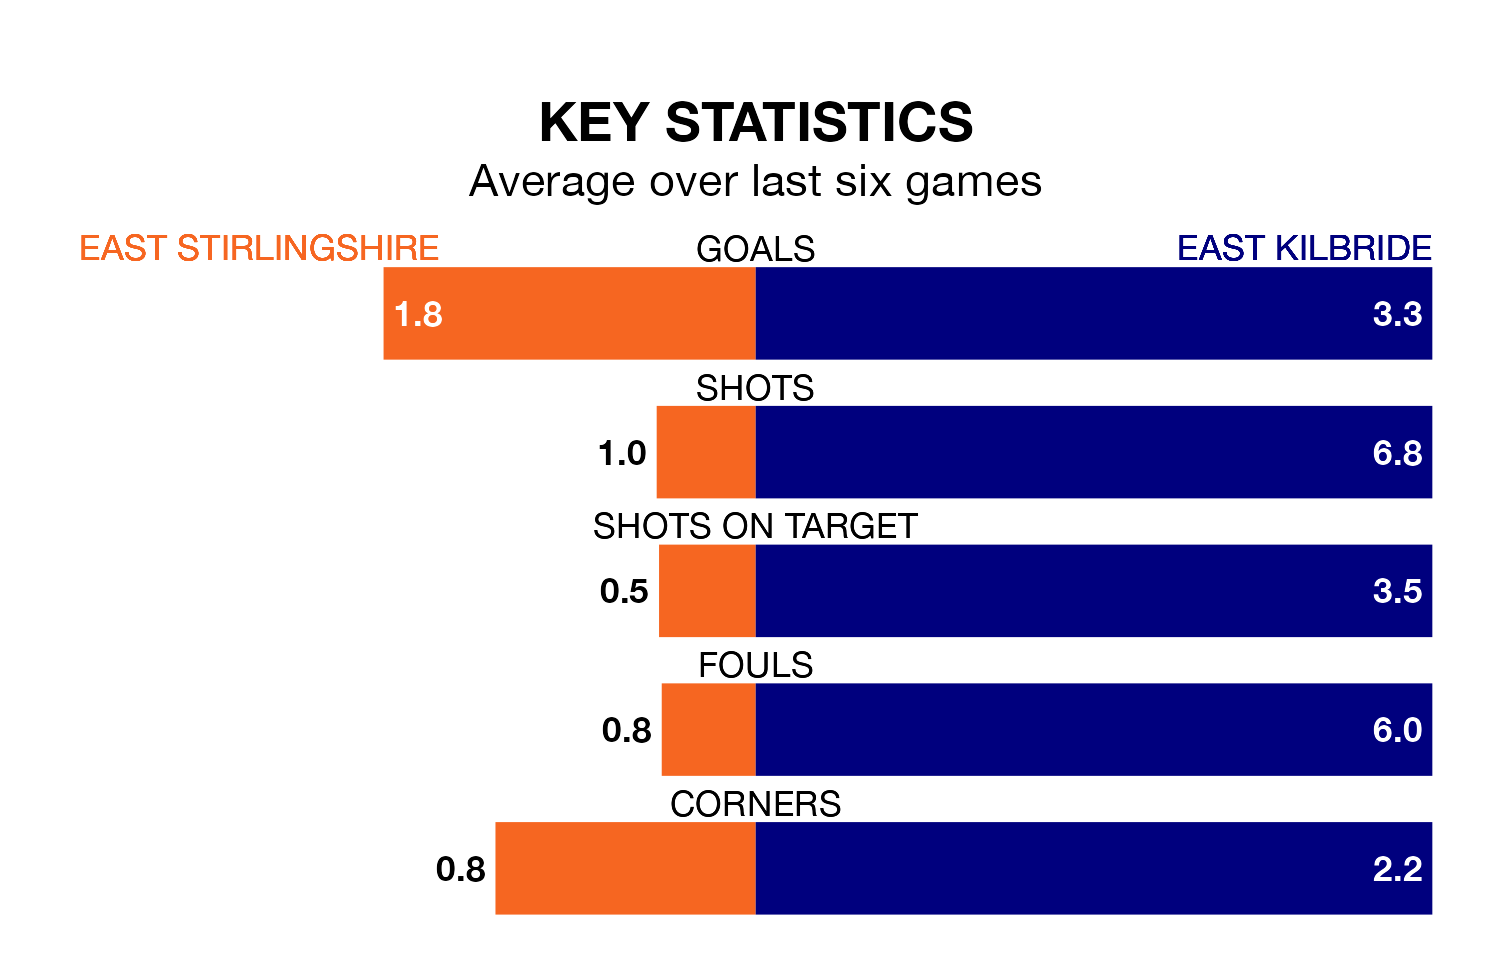 KEY STATISTICS
Average over last six games
EAST STIRLINGSHIRE GOALS EAST KILBRIDE
1.8 3.3
SHOTS
1.0 6.8
SHOTS ON TARGET
0.5 3.5
FOULS
0.8 6.0
CORNERS
0.8 2.2